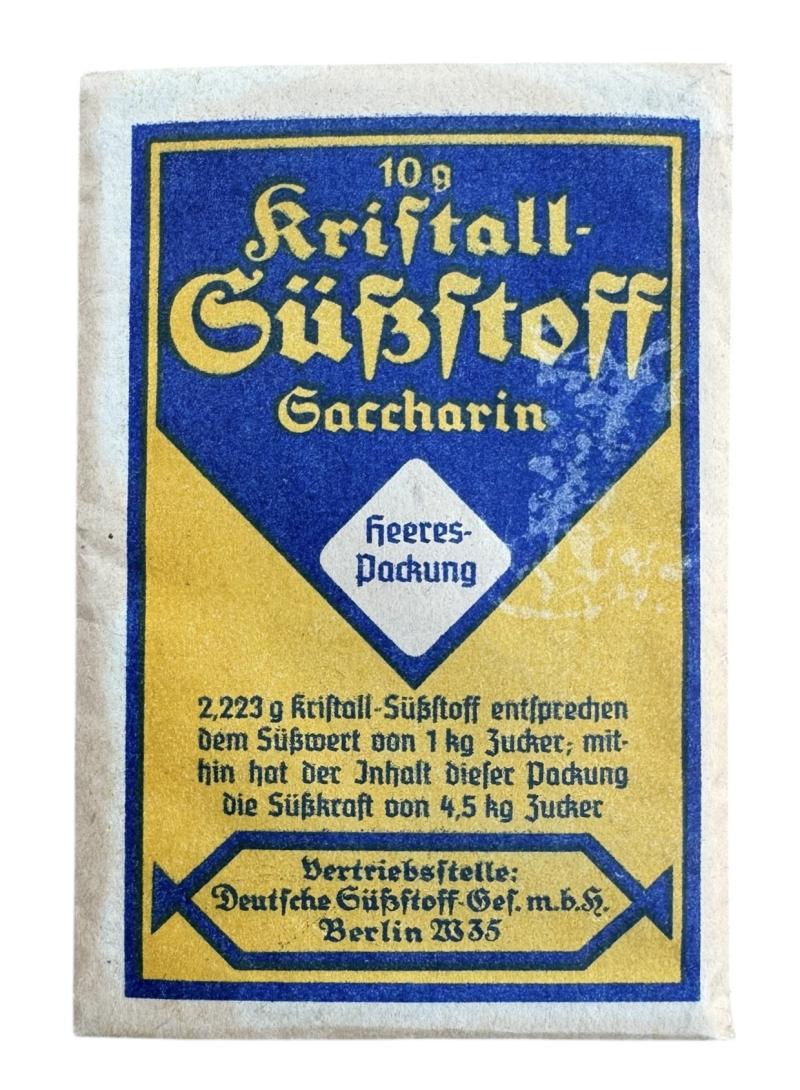 10 g
Kriſtall-
Süßſtoff
Saccharin
Heeres-
Packung
2,223 g Kriſtall-Süßſtoff entſprechen
dem Süßwert von 1 kg Zucker; mit-
hin hat der Inhalt dieſer Packung
die Süßkraft von 4,5 kg Zucker
Vertriebsſtelle:
Deutſche Süßſtoff-Geſ. m. b. H.
Berlin W 35